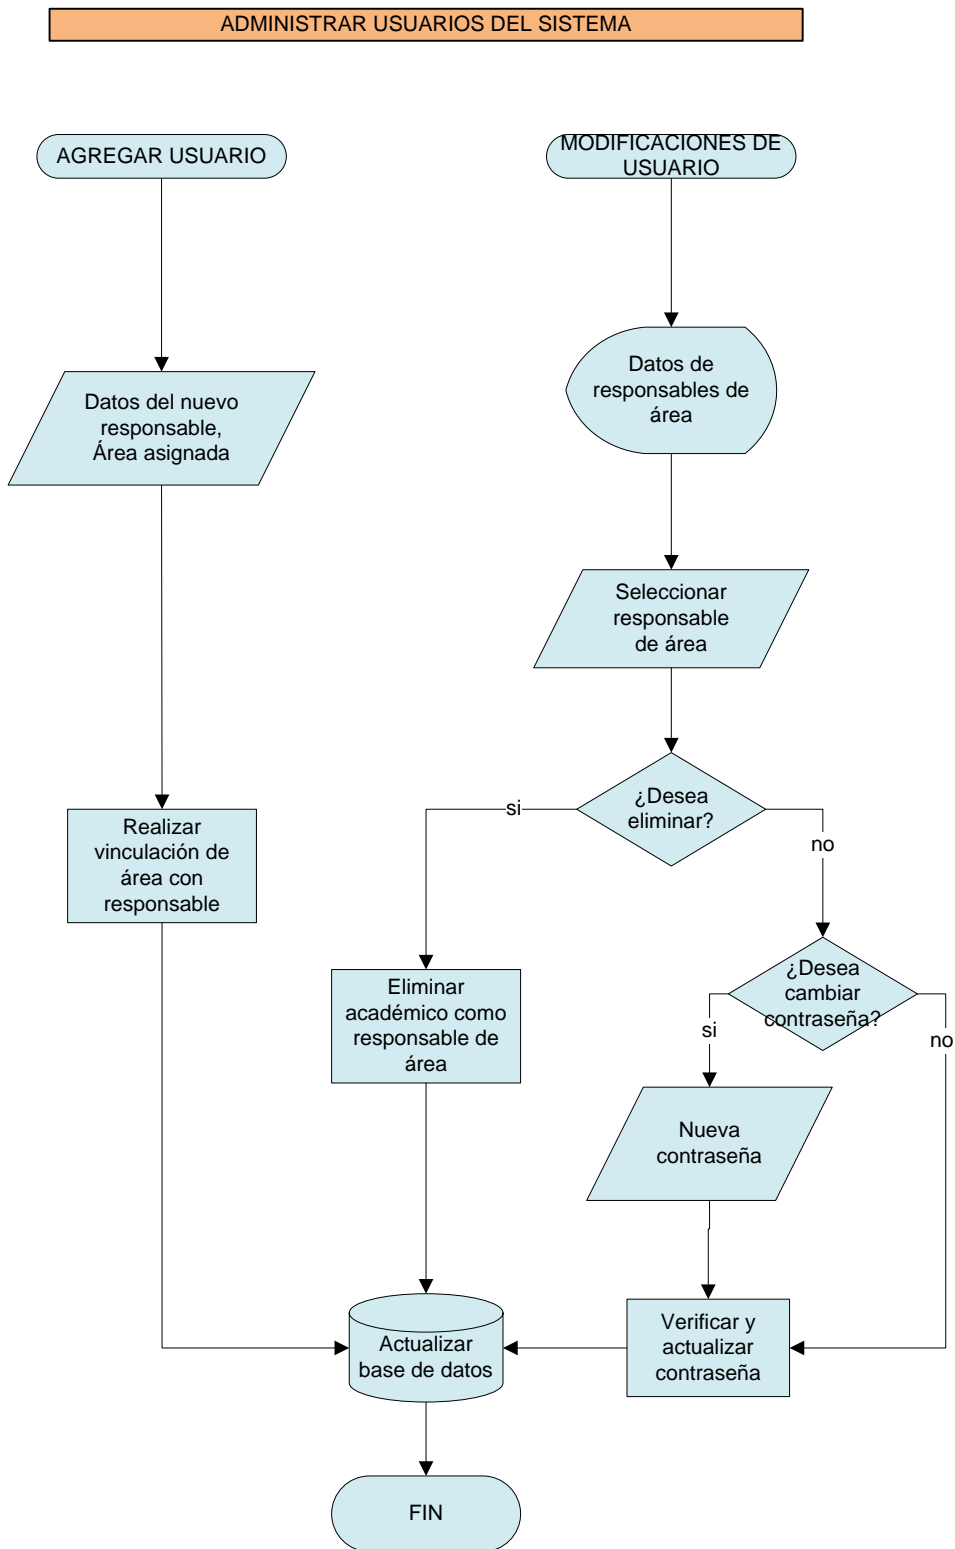 ADMINISTRAR USUARIOS DEL SISTEMA
AGREGAR USUARIO
MODIFICACIONES DE
USUARIO
Datos de
responsables de
área
Datos del nuevo
responsable,
Área asignada
Seleccionar
responsable
de área
¿Desea
eliminar?
si
no
Realizar
vinculación de
área con
responsable
¿Desea
cambiar
contraseña?
si
no
Eliminar
académico como
responsable de
área
Nueva
contraseña
Verificar y
actualizar
contraseña
Actualizar
base de datos
FIN